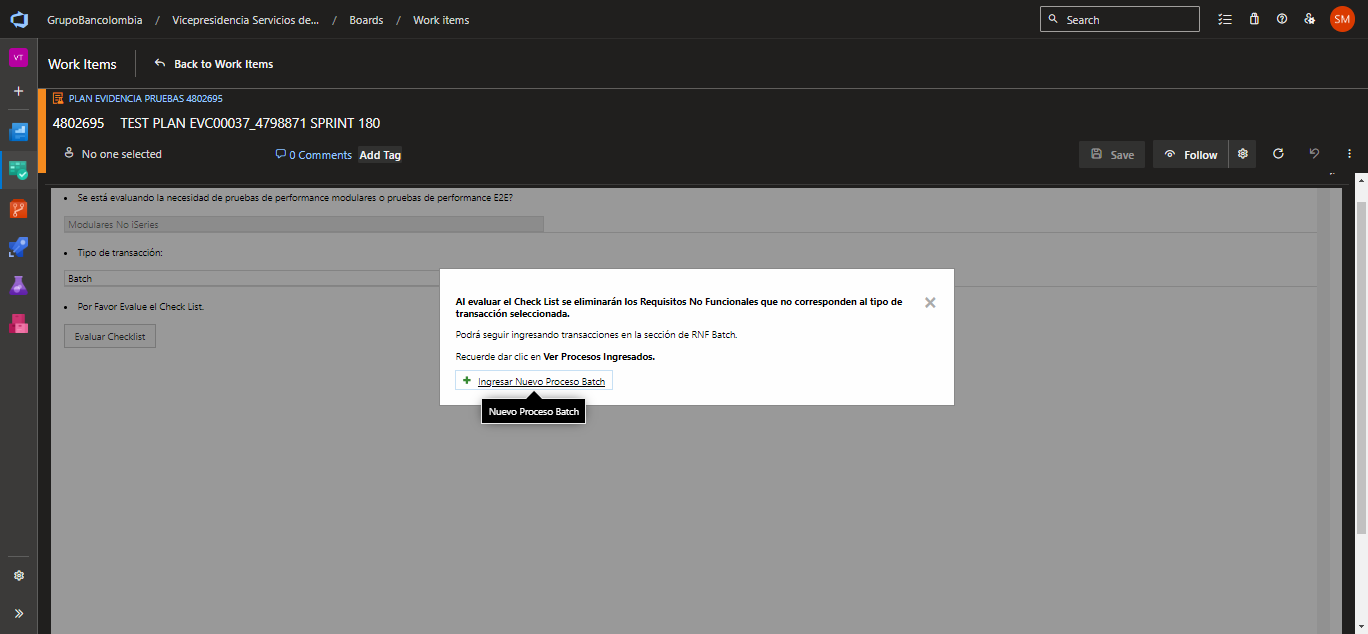 GrupoBancolombia / Vicepresidencia Servicios de... / Boards / Work items
Search
SM
VT
Work Items
Back to Work Items
PLAN EVIDENCIA PRUEBAS 4802695
4802695 TEST PLAN EVC00037_4798871 SPRINT 180
No one selected
0 Comments
Add Tag
Save
Follow
• Se está evaluando la necesidad de pruebas de performance modulares o pruebas de performance E2E?
Modulares No iSeries
• Tipo de transacción:
Batch
• Por Favor Evalue el Check List.
Evaluar Checklist
Al evaluar el Check List se eliminarán los Requisitos No Funcionales que no corresponden al tipo de
transacción seleccionada.
Podrá seguir ingresando transacciones en la sección de RNF Batch.
Recuerde dar clic en Ver Procesos Ingresados.
Ingresar Nuevo Proceso Batch
Nuevo Proceso Batch